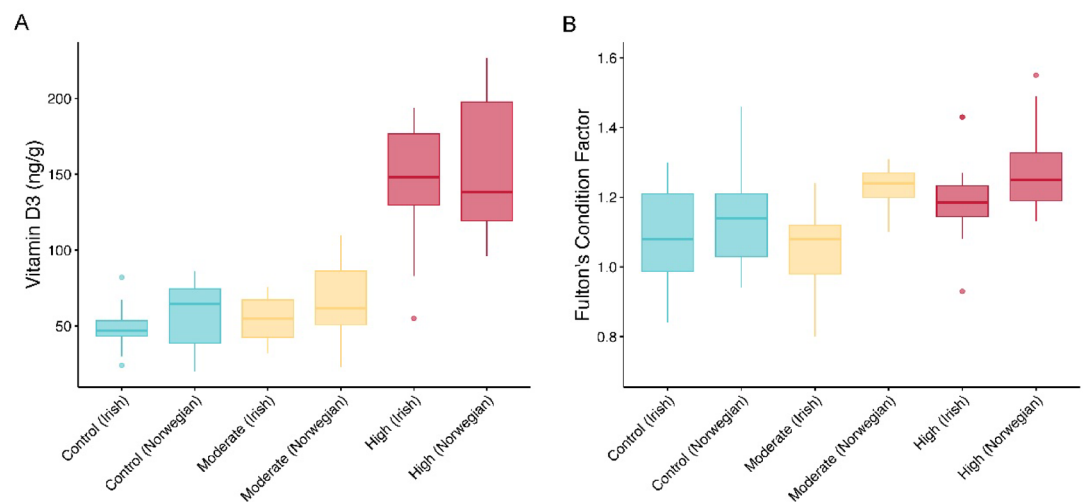 A
Vitamin D3 (ng/g)
200
150
100
50
Control (Irish)
Control (Norwegian)
Moderate (Irish)
Moderate (Norwegian)
High (Irish)
High (Norwegian)
B
Fulton's Condition Factor
1.6
1.4
1.2
1.0
0.8
Control (Irish)
Control (Norwegian)
Moderate (Irish)
Moderate (Norwegian)
High (Irish)
High (Norwegian)